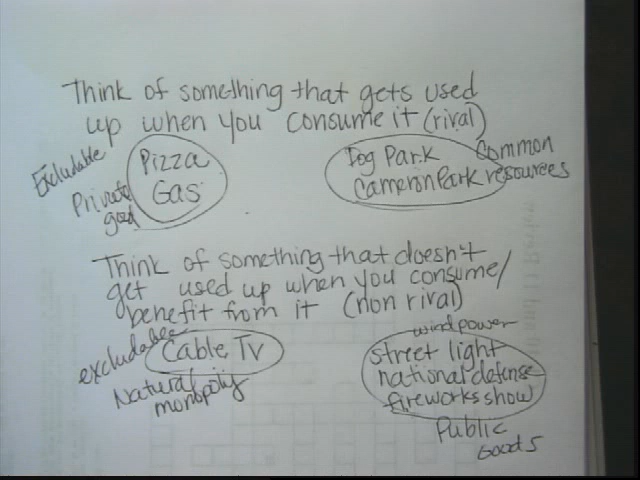 Think of something that gets used
up when you consume it (rival)
Excludable
Pizza
Gas
Private
good
Dog Park
Cameron Park
Common
resources
Think of something that doesn't
get used up when you consume/
benefit from it (non rival)
excludable
Cable TV
Natural
monopoly
wind power
street light
national defense
fireworks show
Public
Goods